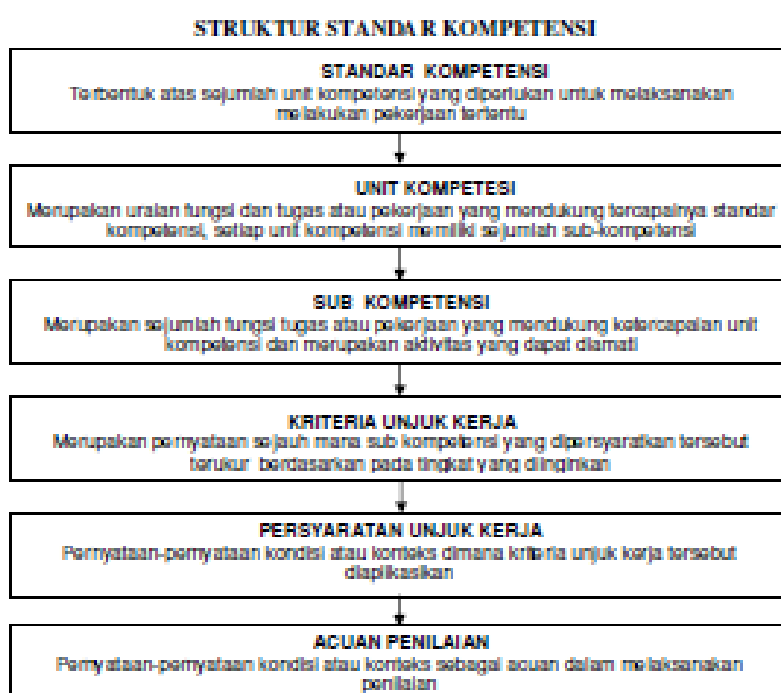 STRUKTUR STANDAR KOMPETENSI
STANDAR KOMPETENSI
Terbentuk atas sejumlah unit kompetensi yang diperlukan untuk melaksanakan
melakukan pekerjaan tertentu
UNIT KOMPETESI
Merupakan uraian fungsi dan tugas atau pekerjaan yang mendukung tercapainya standar
kompetensi, setiap unit kompetensi memiliki sejumlah sub-kompetensi
SUB KOMPETENSI
Merupakan sejumlah fungsi tugas atau pekerjaan yang mendukung ketercapaian unit
kompetensi dan merupakan aktivitas yang dapat diamati
KRITERIA UNJUK KERJA
Merupakan pernyataan sejauh mana sub kompetensi yang dipersyaratkan tersebut
terukur berdasarkan pada tingkat yang diinginkan
PERSYARATAN UNJUK KERJA
Pernyataan-pernyataan kondisi atau konteks dimana kriteria unjuk kerja tersebut
diaplikasikan
ACUAN PENILAIAN
Pernyataan-pernyataan kondisi atau konteks sebagai acuan dalam melaksanakan
penilaian